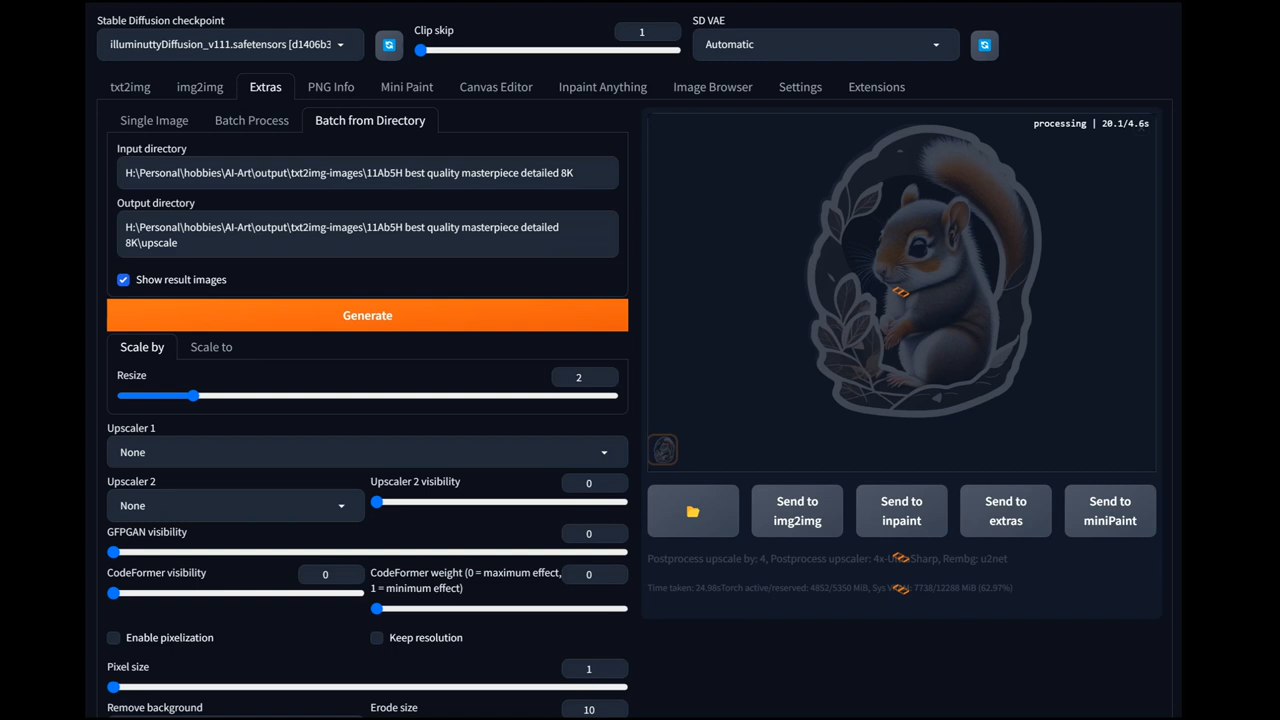 Stable Diffusion checkpoint
illuminuttyDiffusion_v111.safetensors [d1406b3
Clip skip
1
SD VAE
Automatic
txt2img
img2img
Extras
PNG Info
Mini Paint
Canvas Editor
Inpaint Anything
Image Browser
Settings
Extensions
Single Image
Batch Process
Batch from Directory
Input directory
H:\Personal\hobbies\AI-Art\output\txt2img-images\11Ab5H best quality masterpiece detailed 8K
Output directory
H:\Personal\hobbies\AI-Art\output\txt2img-images\11Ab5H best quality masterpiece detailed
8K\upscale
Show result images
Generate
Scale by
Scale to
Resize
2
Upscaler 1
None
Upscaler 2
None
Upscaler 2 visibility
0
GFPGAN visibility
0
CodeFormer visibility
0
CodeFormer weight (0 = maximum effect,
1 = minimum effect)
0
Enable pixelization
Keep resolution
Pixel size
1
Remove background
Erode size
10
processing | 20.1/4.6s
Send to
img2img
Send to
inpaint
Send to
extras
Send to
miniPaint
Postprocess upscale by: 4, Postprocess upscaler: Sharp, Rembg: u2net
Time taken: 24.98sTorch active/reserved: 4852/5350 MiB, Sys 7738/12288 MiB (62.97%)